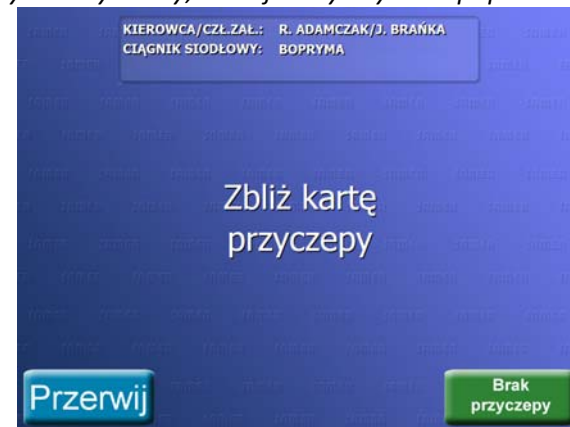 KIEROWCA/CZŁ.ZAŁ.: R. ADAMCZAK/J. BRAŃKA
CIĄGNIK SIODŁOWY: BOPRYMA
Zbliż kartę
przyczepy
Przerwij
Brak
przyczepy